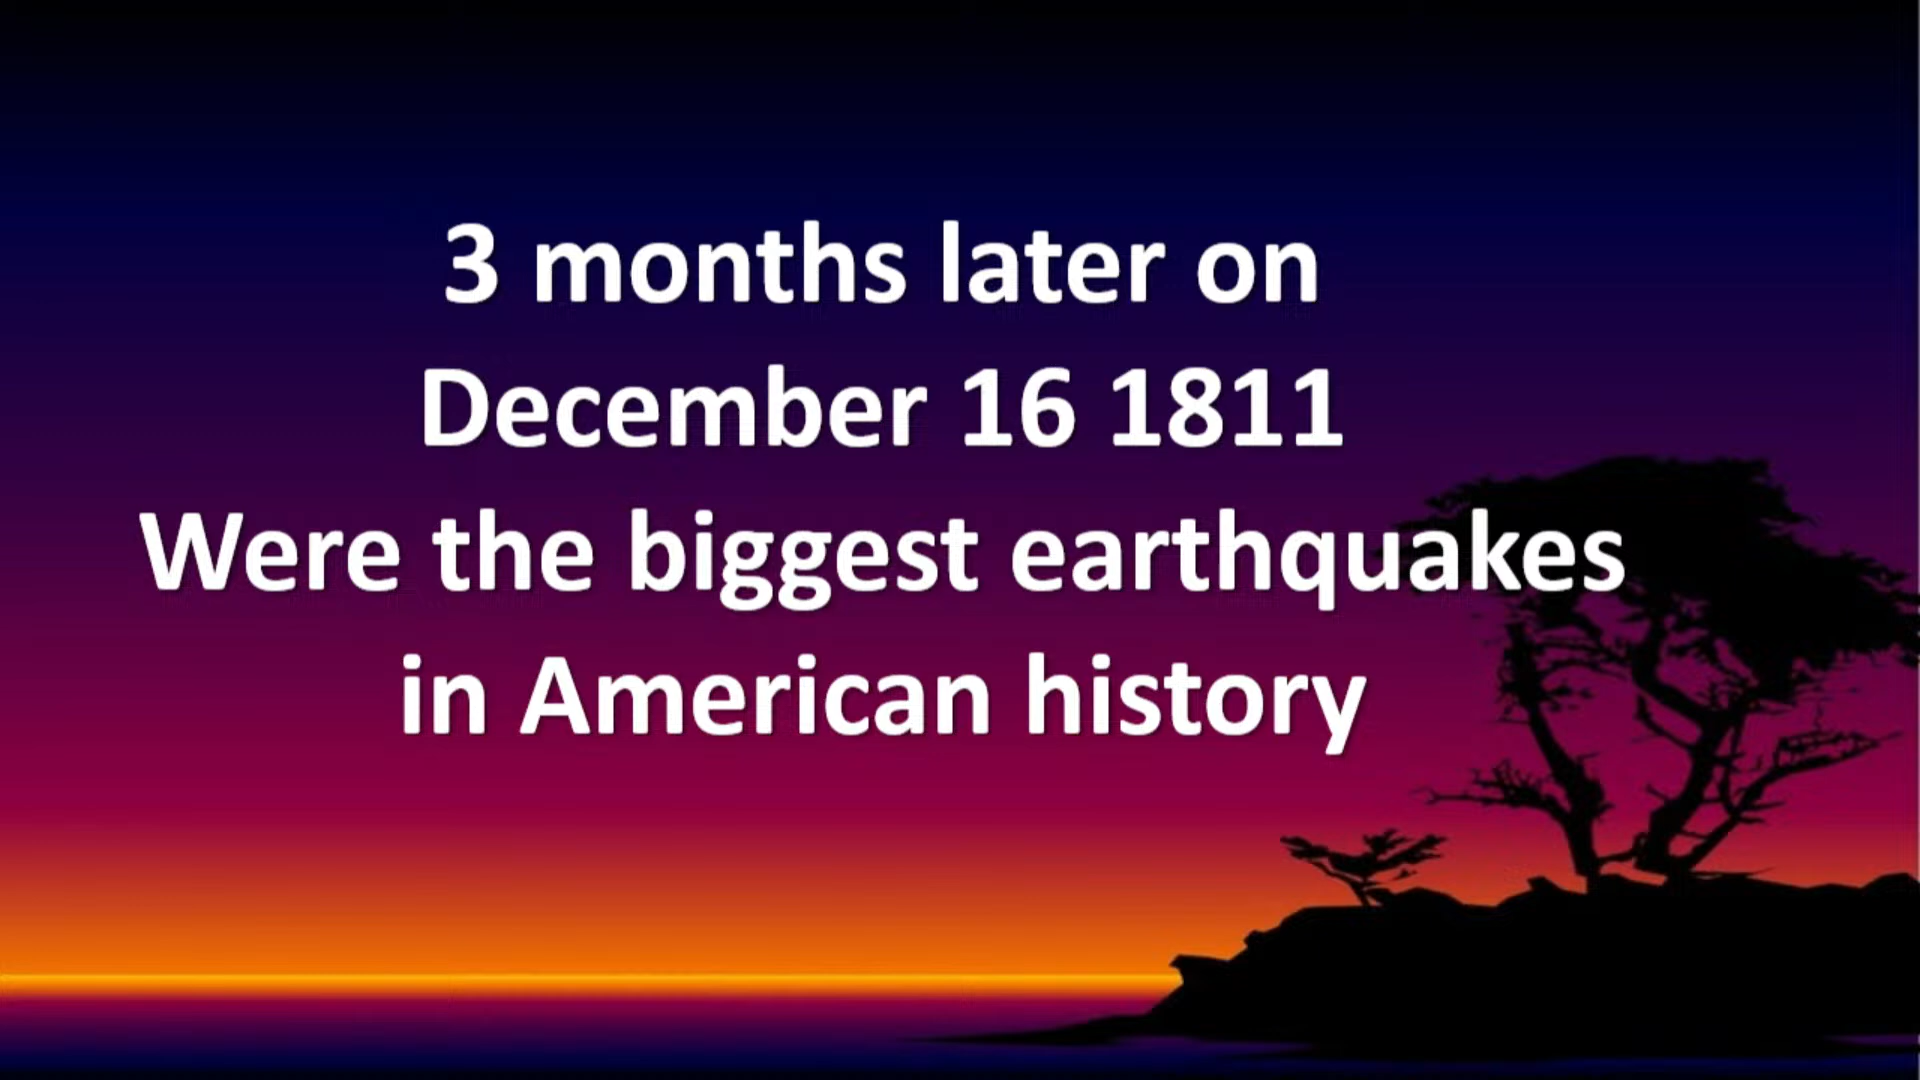 3 months later on
December 16 1811
Were the biggest earthquakes
in American history